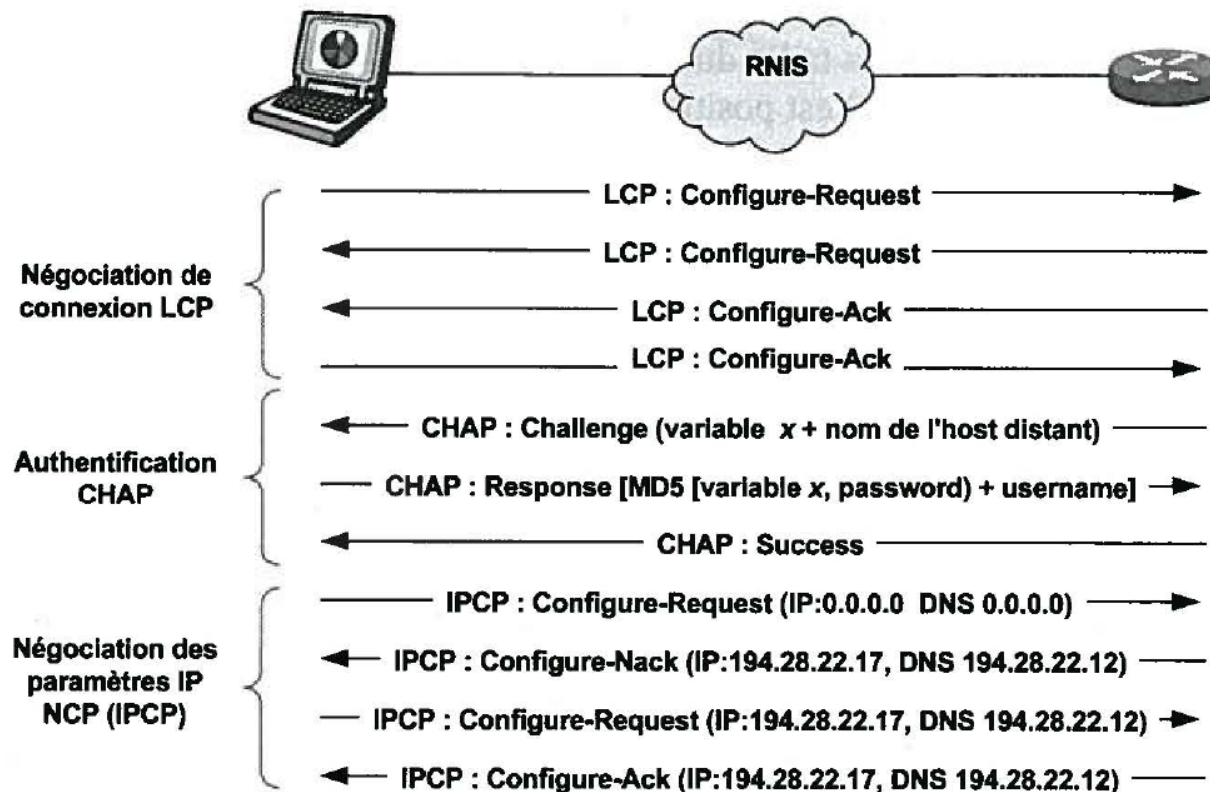 RNIS
LCP : Configure-Request
LCP : Configure-Request
Négociation de
connexion LCP
LCP : Configure-Ack
LCP : Configure-Ack
CHAP : Challenge (variable x + nom de l'host distant)
Authentification
CHAP
CHAP : Response [MD5 [variable x, password) + username]
CHAP : Success
IPCP : Configure-Request (IP:0.0.0.0 DNS 0.0.0.0)
Négociation des
paramètres IP
NCP (IPCP)
IPCP : Configure-Nack (IP:194.28.22.17, DNS 194.28.22.12)
IPCP : Configure-Request (IP:194.28.22.17, DNS 194.28.22.12)
IPCP : Configure-Ack (IP:194.28.22.17, DNS 194.28.22.12)